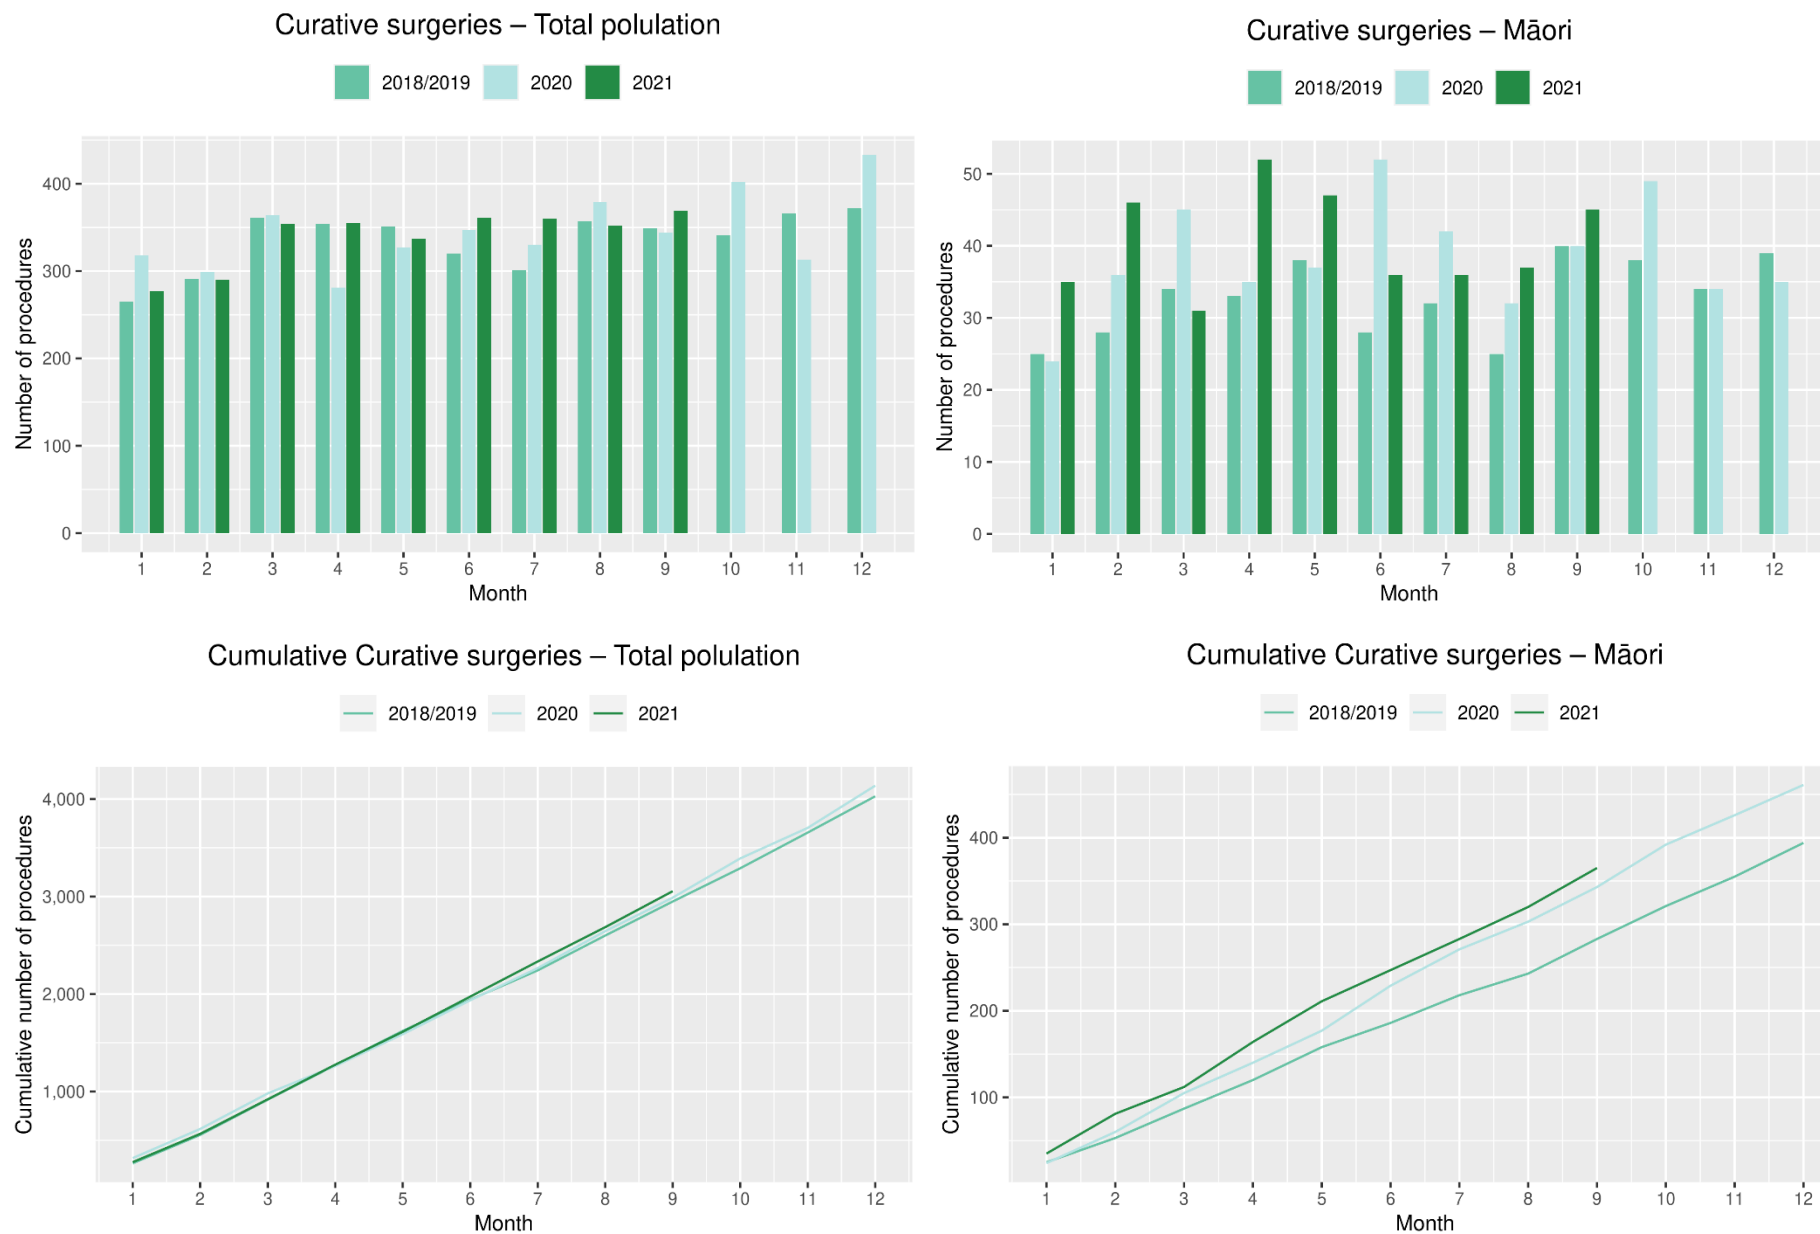 Curative surgeries – Total polulation
2018/2019 2020 2021
Number of procedures
400
300
200
100
0
1 2 3 4 5 6 7 8 9 10 11 12
Month
Curative surgeries – Māori
2018/2019 2020 2021
Number of procedures
50
40
30
20
10
0
1 2 3 4 5 6 7 8 9 10 11 12
Month
Cumulative Curative surgeries – Total polulation
2018/2019 2020 2021
Cumulative number of procedures
4,000
3,000
2,000
1,000
1 2 3 4 5 6 7 8 9 10 11 12
Month
Cumulative Curative surgeries – Māori
2018/2019 2020 2021
Cumulative number of procedures
400
300
200
100
1 2 3 4 5 6 7 8 9 10 11 12
Month